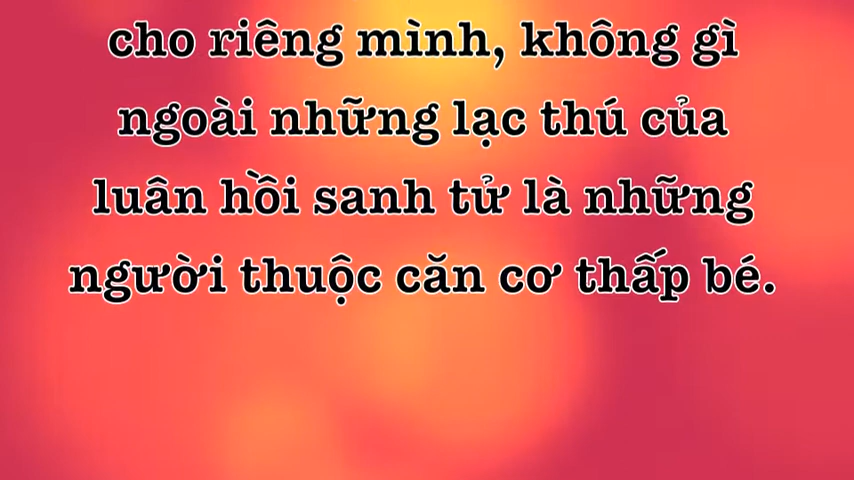 cho riêng mình, không gì
ngoài những lạc thú của
luân hồi sanh tử là những
người thuộc căn cơ thấp bé.